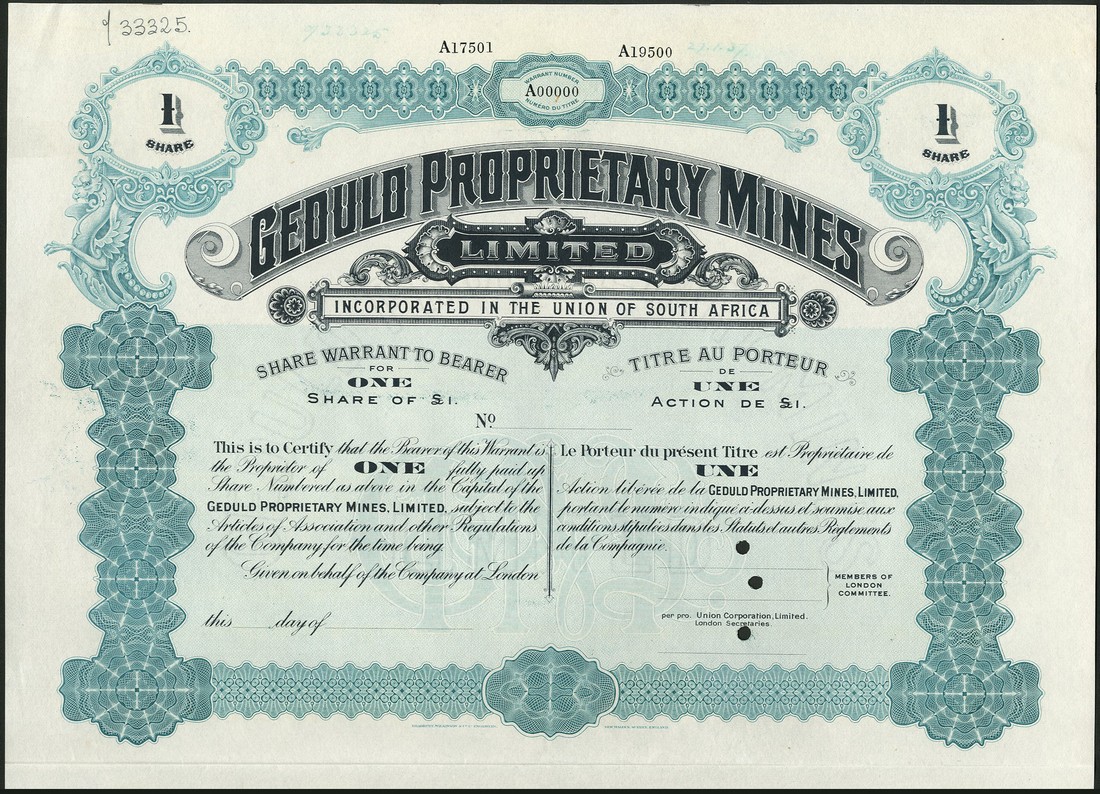 33325.
A17501
A19500
WARRANT NUMBER
A00000
NUMÉRO DU TITRE
1
SHARE
1
SHARE
GEDULD PROPRIETARY MINES
LIMITED
INCORPORATED IN THE UNION OF SOUTH AFRICA
SHARE WARRANT TO BEARER
FOR
ONE
SHARE OF £1.
TITRE AU PORTEUR
DE
UNE
ACTION DE £1.
No
This is to Certify that the Bearer of this Warrant is
the Proprietor of ONE fully paid up
Share Numbered as above in the Capital of the
GEDULD PROPRIETARY MINES, LIMITED, subject to the
Articles of Association and other Regulations
of the Company for the time being.
Given on behalf of the Company at London
this day of
Le Porteur du présent Titre est Propriétaire de
UNE
Action libérée de la GEDULD PROPRIETARY MINES, LIMITED,
portant le numéro indiqué ci-dessus et soumise aux
conditions stipulées dans les Statuts et autres Règlements
de la Compagnie.
MEMBERS OF
LONDON
COMMITTEE.
per pro. Union Corporation, Limited.
London Secretaries.